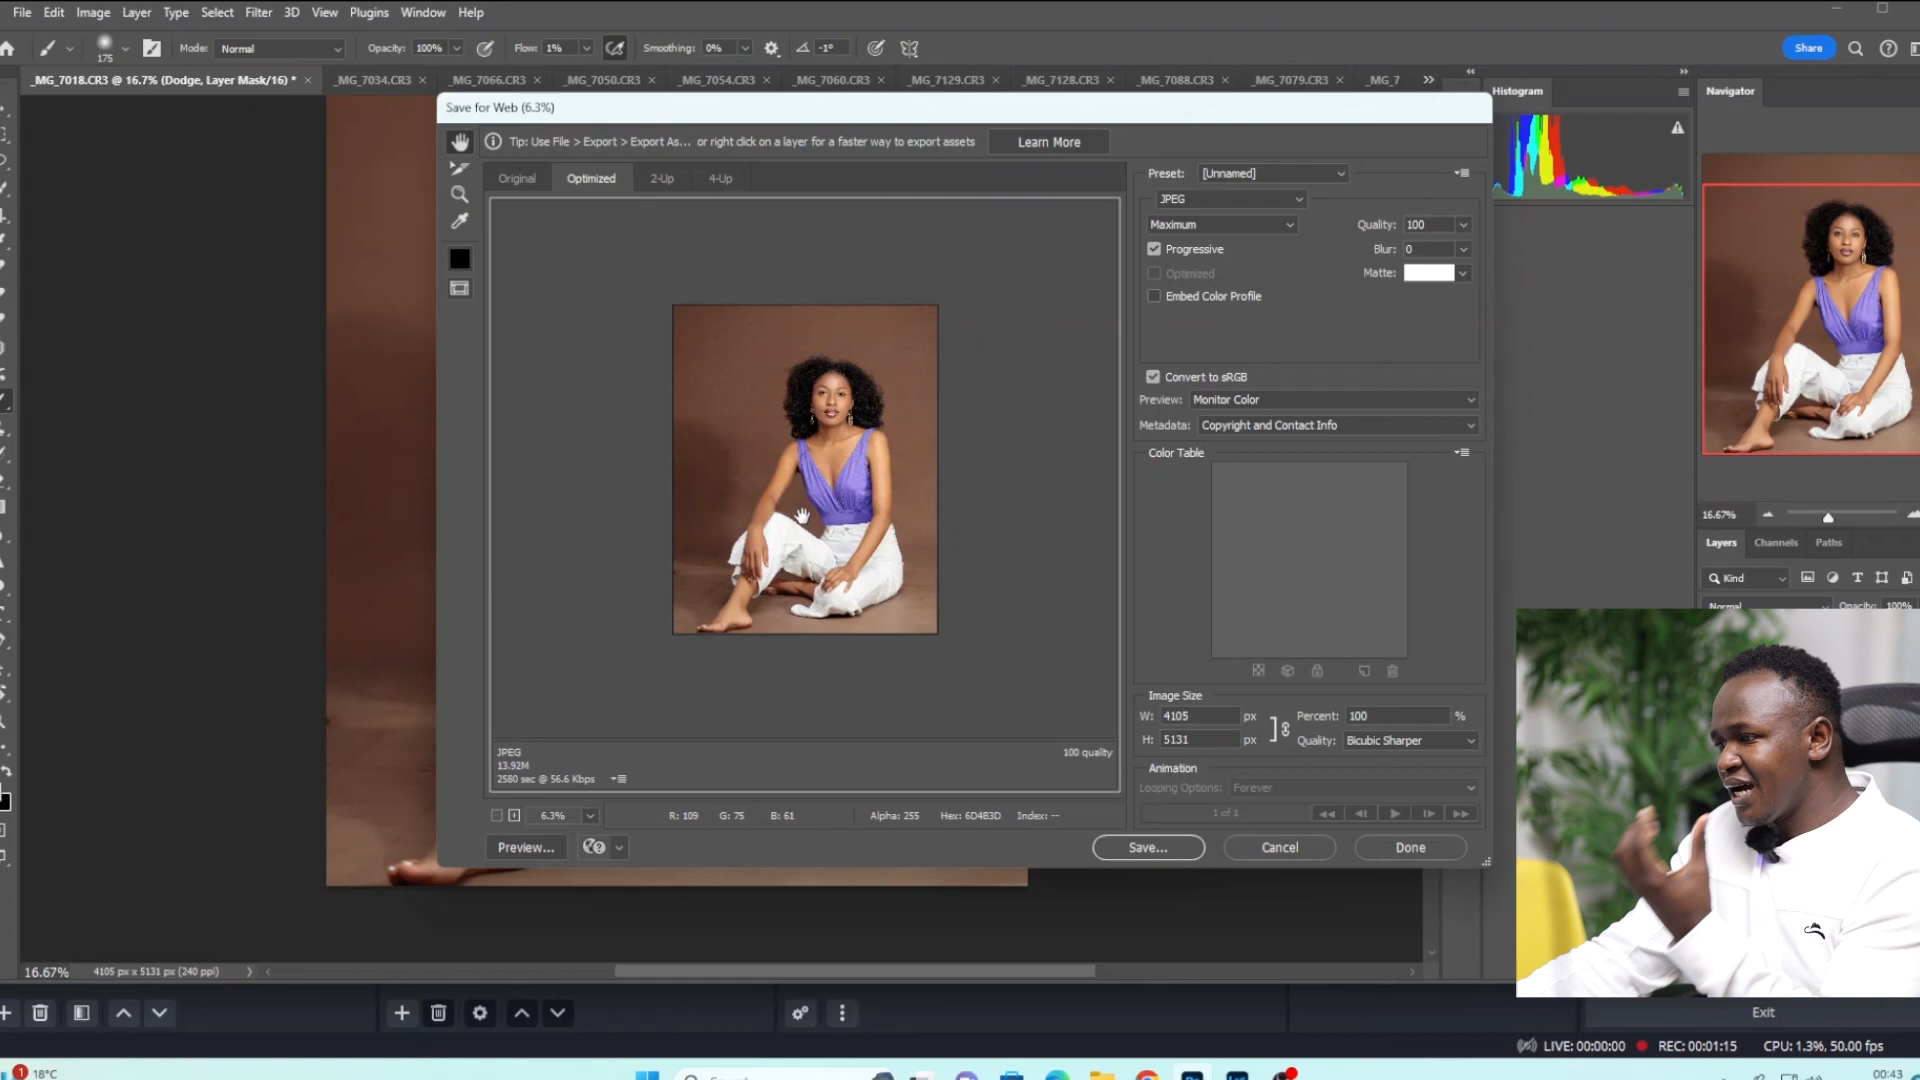 File Edit Image Layer Type Select Filter 3D View Plugins Window Help
175 Mode: Normal Opacity: 100% Flow: 1% Smoothing: 0% -1° Share
_MG_7018.CR3 @ 16.7% (Dodge, Layer Mask/16) * × _MG_7034.CR3 × _MG_7066.CR3 × _MG_7050.CR3 × _MG_7054.CR3 × _MG_7060.CR3 × _MG_7129.CR3 × _MG_7128.CR3 × _MG_7088.CR3 × _MG_7079.CR3 × _MG_7
Histogram Navigator
Save for Web (6.3%)
Tip: Use File > Export > Export As... or right click on a layer for a faster way to export assets Learn More
Original Optimized 2-Up 4-Up
Preset: [Unnamed]
JPEG
Maximum Quality: 100
Progressive Blur: 0
Optimized Matte:
Embed Color Profile
Convert to sRGB
Preview: Monitor Color
Metadata: Copyright and Contact Info
Color Table
16.67%
Layers Channels Paths
Kind
Normal Opacity: 100%
Image Size
W: 4105 px Percent: 100 %
H: 5131 px Quality: Bicubic Sharper
JPEG 100 quality
13.92M
2580 sec @ 56.6 Kbps
Animation
Looping Options: Forever
1 of 1
6.3% R: 109 G: 75 B: 61 Alpha: 255 Hex: 6D4B3D Index: --
Preview... Save... Cancel Done
16.67% 4105 px x 5131 px (240 ppi)
Exit
LIVE: 00:00:00 REC: 00:01:15 CPU: 1.3%, 50.00 fps
1 18°C
00:43